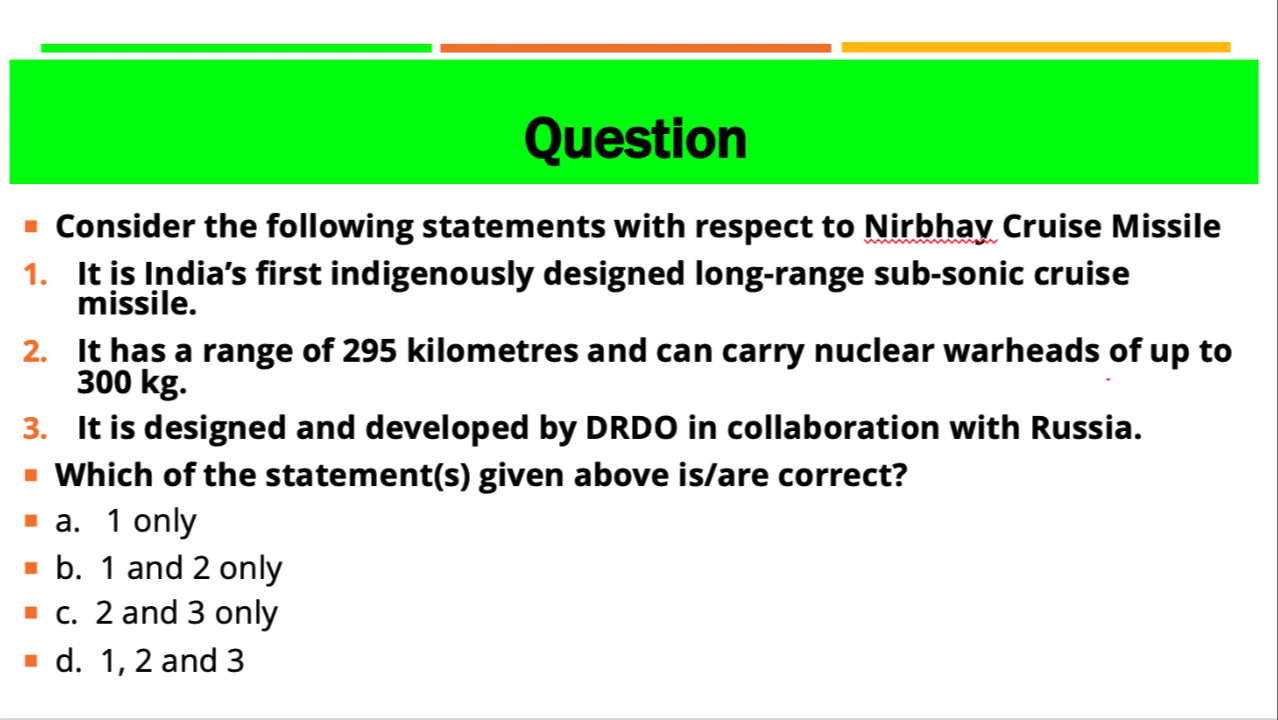 Question
Consider the following statements with respect to Nirbhay Cruise Missile
1. It is India’s first indigenously designed long-range sub-sonic cruise
missile.
2. It has a range of 295 kilometres and can carry nuclear warheads of up to
300 kg.
3. It is designed and developed by DRDO in collaboration with Russia.
Which of the statement(s) given above is/are correct?
a. 1 only
b. 1 and 2 only
c. 2 and 3 only
d. 1, 2 and 3